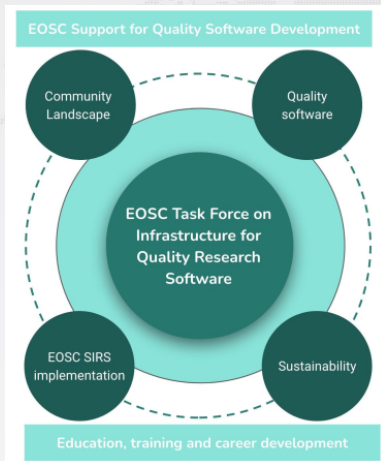 EOSC Support for Quality Software Development
Community
Landscape
Quality
software
EOSC Task Force on
Infrastructure for
Quality Research
Software
EOSC SIRS
implementation
Sustainability
Education, training and career development